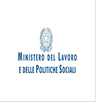 MINISTERO DEL LAVORO
E DELLE POLITICHE SOCIALI